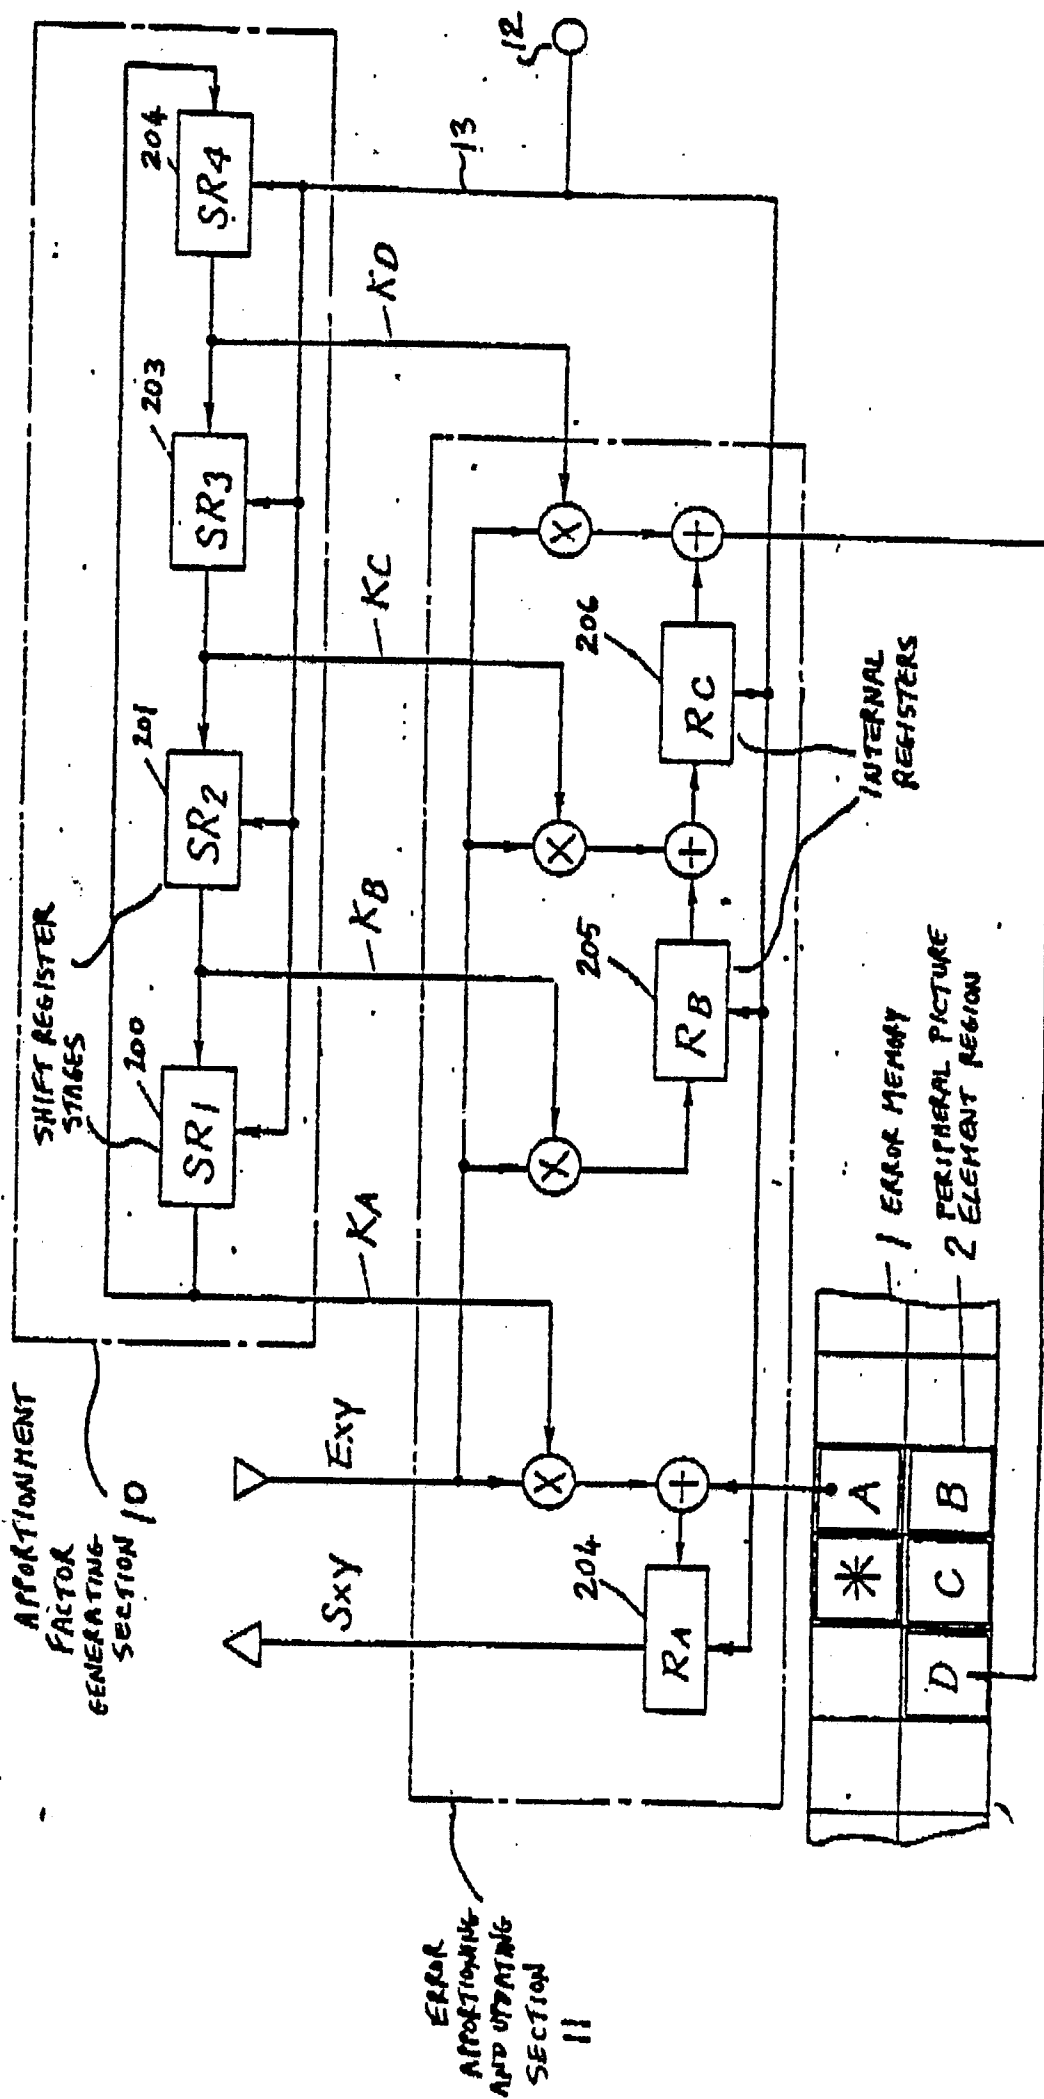 APPORTIONMENT
FACTOR
GENERATING
SECTION 10
SHIFT REGISTER
STAGES
200
SR1
201
SR2
203
SR3
204
SR4
Sxy
Exy
KA
KB
KC
KD
13
12
ERROR
APPORTIONING
AND UPDATING
SECTION
11
X
X
X
X
+
+
+
204
RA
205
RB
206
RC
INTERNAL
REGISTERS
1 ERROR MEMORY
2 PERIPHERAL PICTURE
ELEMENT REGION
* A
D C B